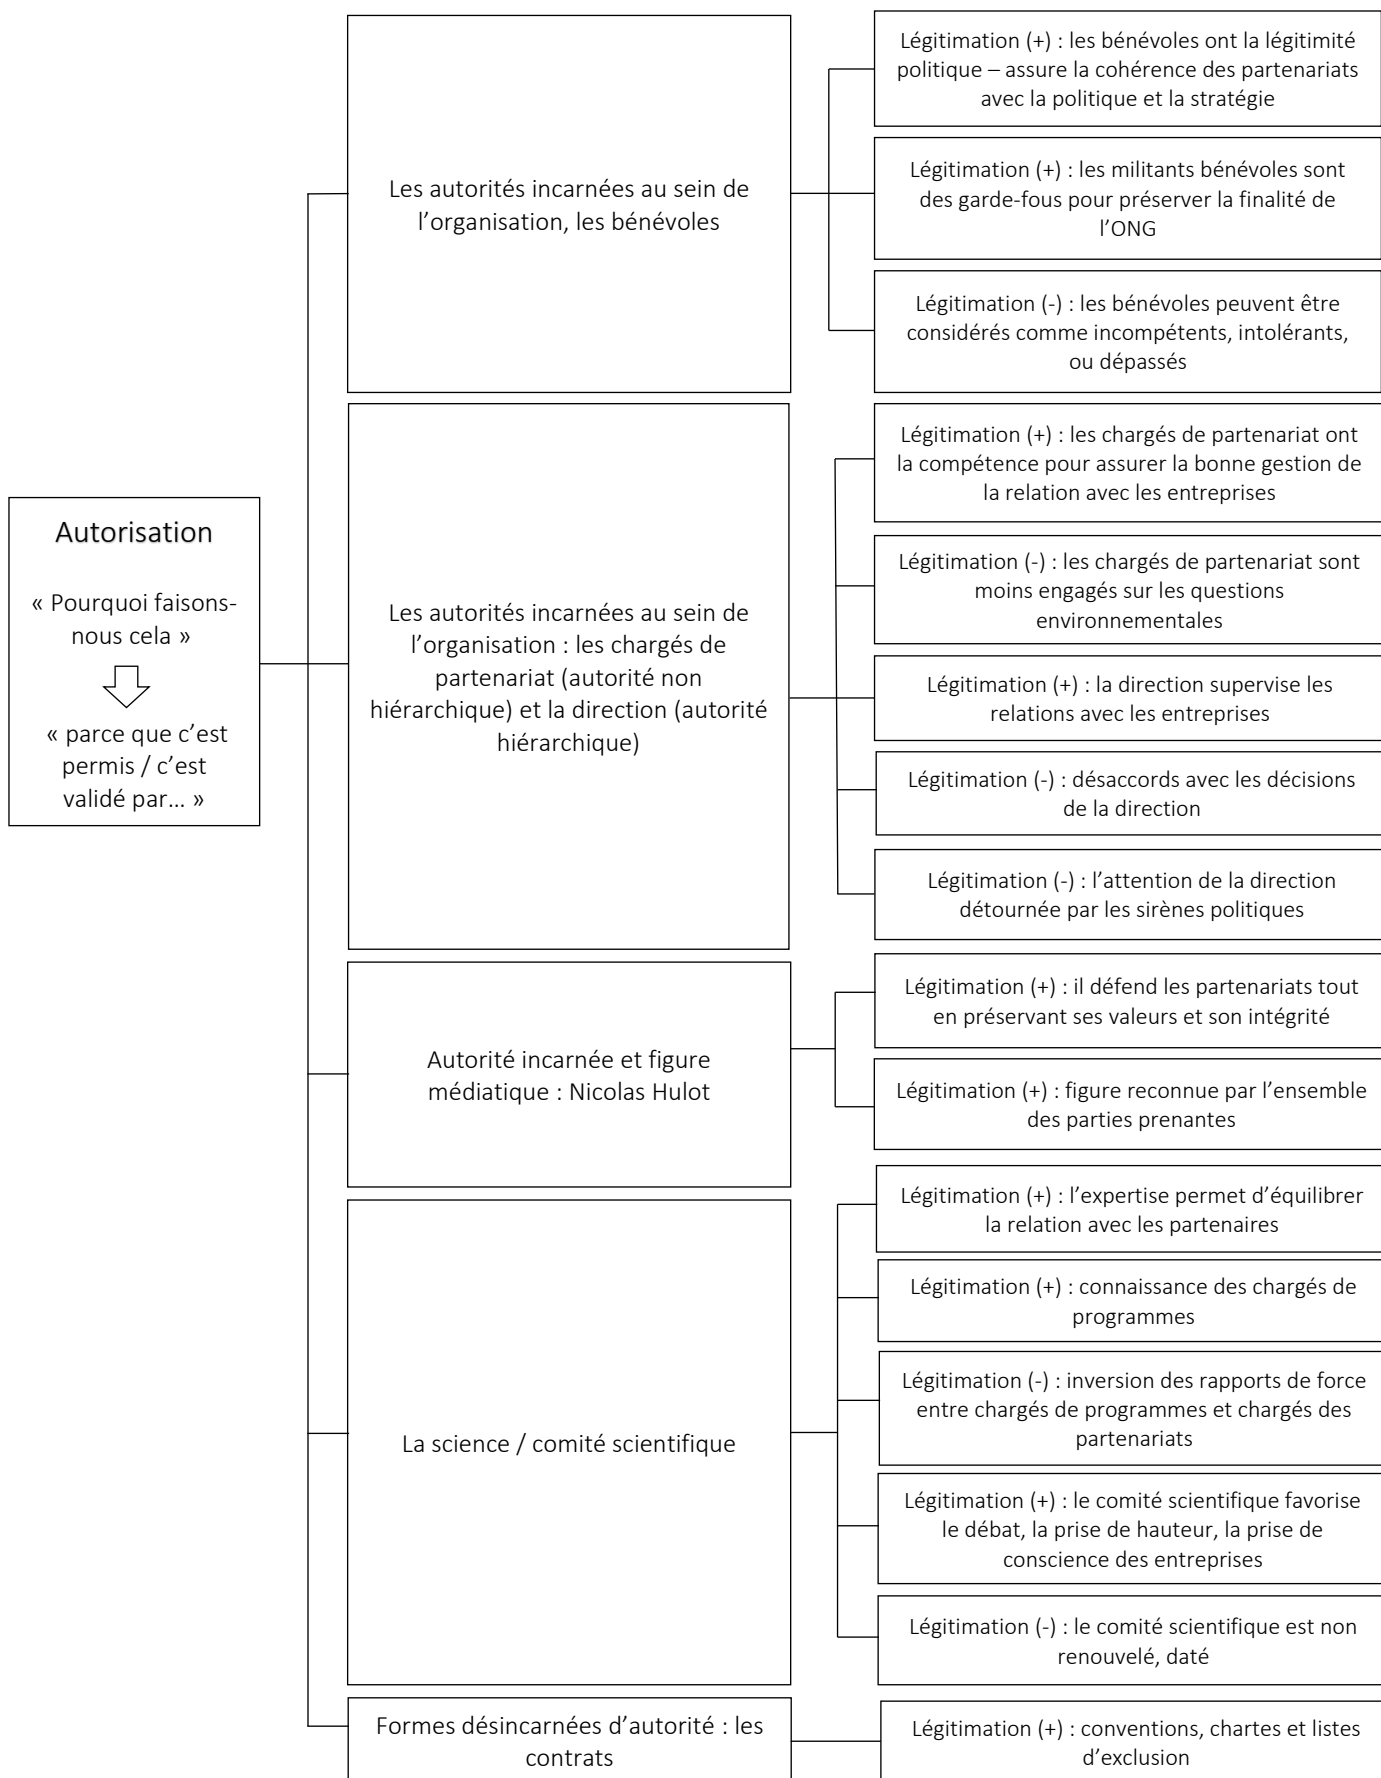 Autorisation
« Pourquoi faisons-
nous cela »
« parce que c’est
permis / c’est
validé par… »
Les autorités incarnées au sein de
l’organisation, les bénévoles
Légitimation (+) : les bénévoles ont la légitimité
politique – assure la cohérence des partenariats
avec la politique et la stratégie
Légitimation (+) : les militants bénévoles sont
des garde-fous pour préserver la finalité de
l’ONG
Légitimation (-) : les bénévoles peuvent être
considérés comme incompétents, intolérants,
ou dépassés
Les autorités incarnées au sein de
l’organisation : les chargés de
partenariat (autorité non
hiérarchique) et la direction (autorité
hiérarchique)
Légitimation (+) : les chargés de partenariat ont
la compétence pour assurer la bonne gestion de
la relation avec les entreprises
Légitimation (-) : les chargés de partenariat sont
moins engagés sur les questions
environnementales
Légitimation (+) : la direction supervise les
relations avec les entreprises
Légitimation (-) : désaccords avec les décisions
de la direction
Légitimation (-) : l’attention de la direction
détournée par les sirènes politiques
Autorité incarnée et figure
médiatique : Nicolas Hulot
Légitimation (+) : il défend les partenariats tout
en préservant ses valeurs et son intégrité
Légitimation (+) : figure reconnue par l’ensemble
des parties prenantes
La science / comité scientifique
Légitimation (+) : l’expertise permet d’équilibrer
la relation avec les partenaires
Légitimation (+) : connaissance des chargés de
programmes
Légitimation (-) : inversion des rapports de force
entre chargés de programmes et chargés des
partenariats
Légitimation (+) : le comité scientifique favorise
le débat, la prise de hauteur, la prise de
conscience des entreprises
Légitimation (-) : le comité scientifique est non
renouvelé, daté
Formes désincarnées d’autorité : les
contrats
Légitimation (+) : conventions, chartes et listes
d’exclusion